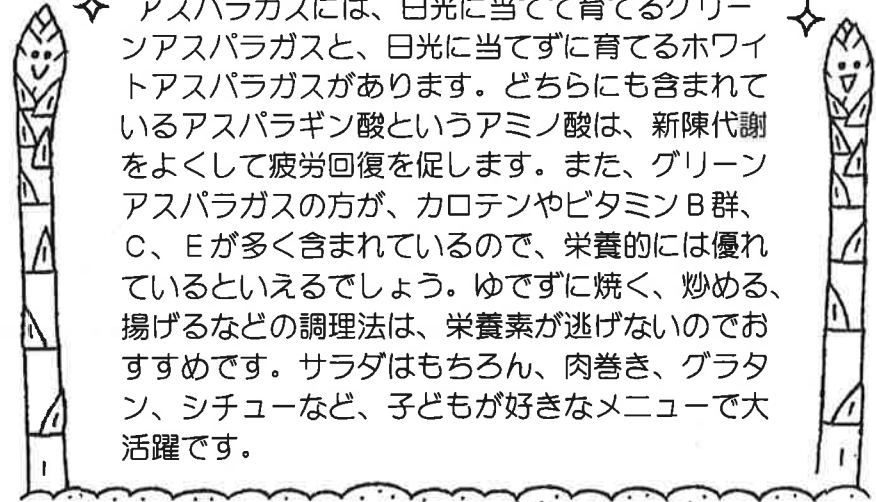 アスパラガスには、日光に当てて育てるグリー
ンアスパラガスと、日光に当てずに育てるホワイ
トアスパラガスがあります。どちらにも含まれて
いるアスパラギン酸というアミノ酸は、新陳代謝
をよくして疲労回復を促します。また、グリーン
アスパラガスの方が、カロテンやビタミンB群、
C、Eが多く含まれているので、栄養的には優れ
ているといえるでしょう。ゆでずに焼く、炒める、
揚げるなどの調理法は、栄養素が逃げないのでお
すすめです。サラダはもちろん、肉巻き、グラタ
ン、シチューなど、子どもが好きなメニューで大
活躍です。